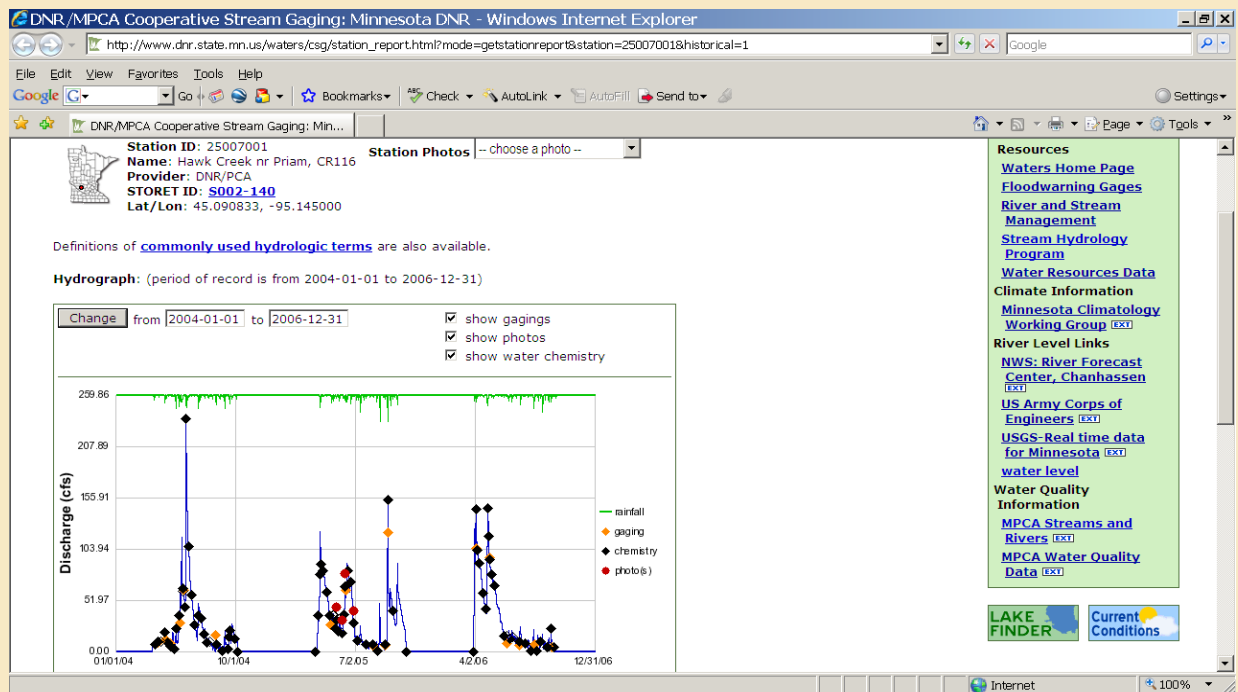 DNR/MPCA Cooperative Stream Gaging: Minnesota DNR - Windows Internet Explorer
http://www.dnr.state.mn.us/waters/csg/station_report.html?mode=getstationreport&station=25007001&historical=1
Google
File Edit View Favorites Tools Help
Google G Go Bookmarks ABC Check AutoLink AutoFill Send to Settings
DNR/MPCA Cooperative Stream Gaging: Min... Page Tools »
Station ID: 25007001
Name: Hawk Creek nr Priam, CR116
Provider: DNR/PCA
STORET ID: S002-140
Lat/Lon: 45.090833, -95.145000
Station Photos -- choose a photo --
Definitions of commonly used hydrologic terms are also available.
Hydrograph: (period of record is from 2004-01-01 to 2006-12-31)
Change from 2004-01-01 to 2006-12-31
show gagings
show photos
show water chemistry
259.86
207.89
155.91
103.94
51.97
0.00
Discharge (cfs)
01/01/04 10/1/04 7/2/05 4/2/06 12/31/06
rainfall
gaging
chemistry
photo(s)
Resources
Waters Home Page
Floodwarning Gages
River and Stream
Management
Stream Hydrology
Program
Water Resources Data
Climate Information
Minnesota Climatology
Working Group EXT
River Level Links
NWS: River Forecast
Center, Chanhassen
EXT
US Army Corps of
Engineers EXT
USGS-Real time data
for Minnesota EXT
water level
Water Quality
Information
MPCA Streams and
Rivers EXT
MPCA Water Quality
Data EXT
LAKE
FINDER
Current
Conditions
Internet 100%